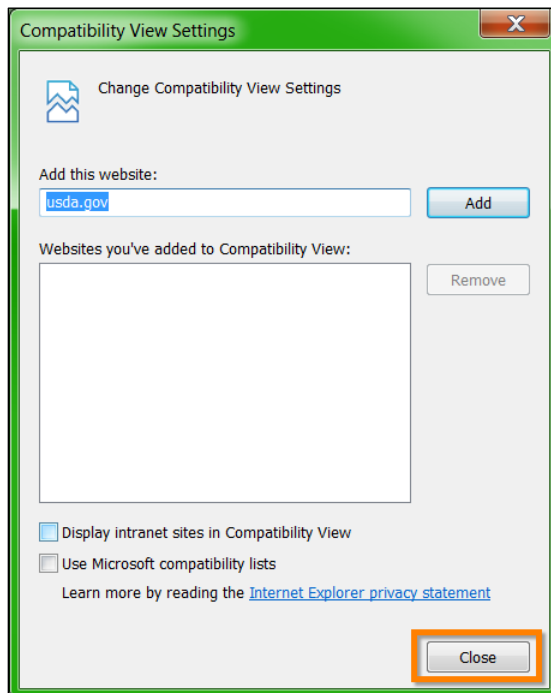 Compatibility View Settings
X
Change Compatibility View Settings
Add this website:
usda.gov
Add
Websites you've added to Compatibility View:
Remove
Display intranet sites in Compatibility View
Use Microsoft compatibility lists
Learn more by reading the Internet Explorer privacy statement
Close